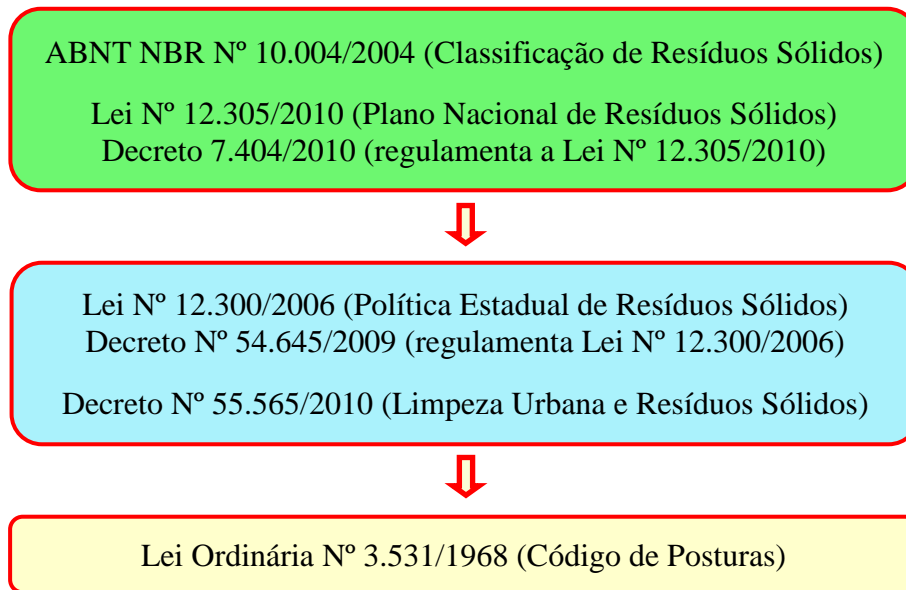 ABNT NBR Nº 10.004/2004 (Classificação de Resíduos Sólidos)
Lei Nº 12.305/2010 (Plano Nacional de Resíduos Sólidos)
Decreto 7.404/2010 (regulamenta a Lei Nº 12.305/2010)
Lei Nº 12.300/2006 (Política Estadual de Resíduos Sólidos)
Decreto Nº 54.645/2009 (regulamenta Lei Nº 12.300/2006)
Decreto Nº 55.565/2010 (Limpeza Urbana e Resíduos Sólidos)
Lei Ordinária Nº 3.531/1968 (Código de Posturas)